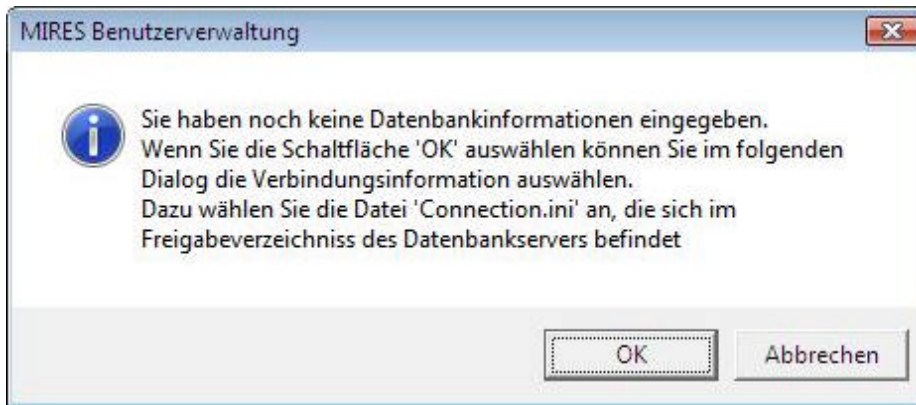 MIRES Benutzerverwaltung
Sie haben noch keine Datenbankinformationen eingegeben.
Wenn Sie die Schaltfläche 'OK' auswählen können Sie im folgenden
Dialog die Verbindungsinformation auswählen.
Dazu wählen Sie die Datei 'Connection.ini' an, die sich im
Freigabeverzeichniss des Datenbankservers befindet
OK
Abbrechen